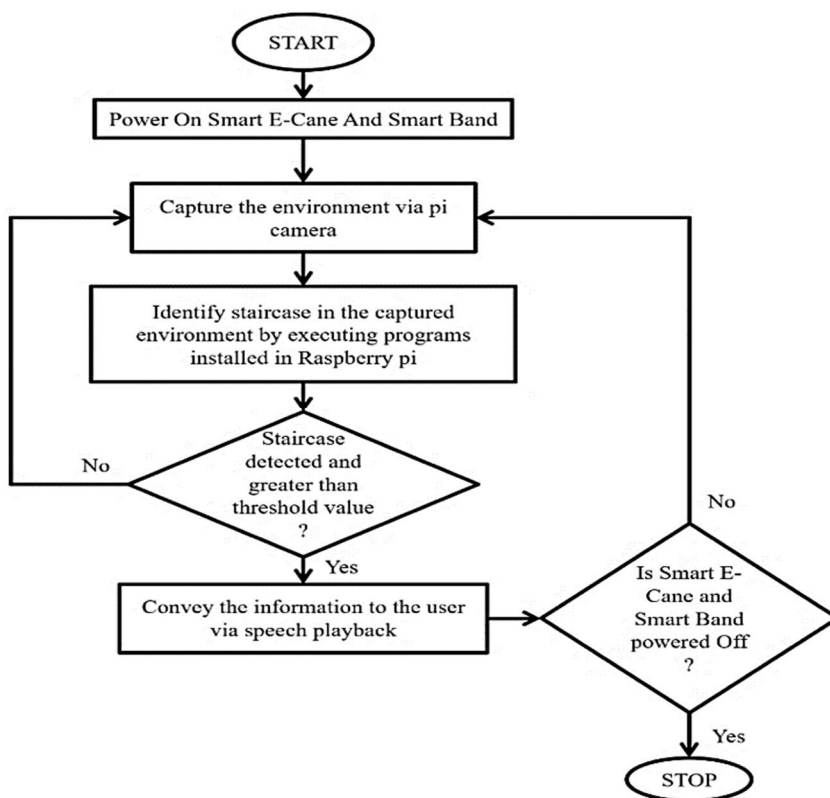 START
Power On Smart E-Cane And Smart Band
Capture the environment via pi
camera
Identify staircase in the captured
environment by executing programs
installed in Raspberry pi
Staircase
detected and
greater than
threshold value
?
No
Yes
Convey the information to the user
via speech playback
Is Smart E-
Cane and
Smart Band
powered Off
?
No
Yes
STOP